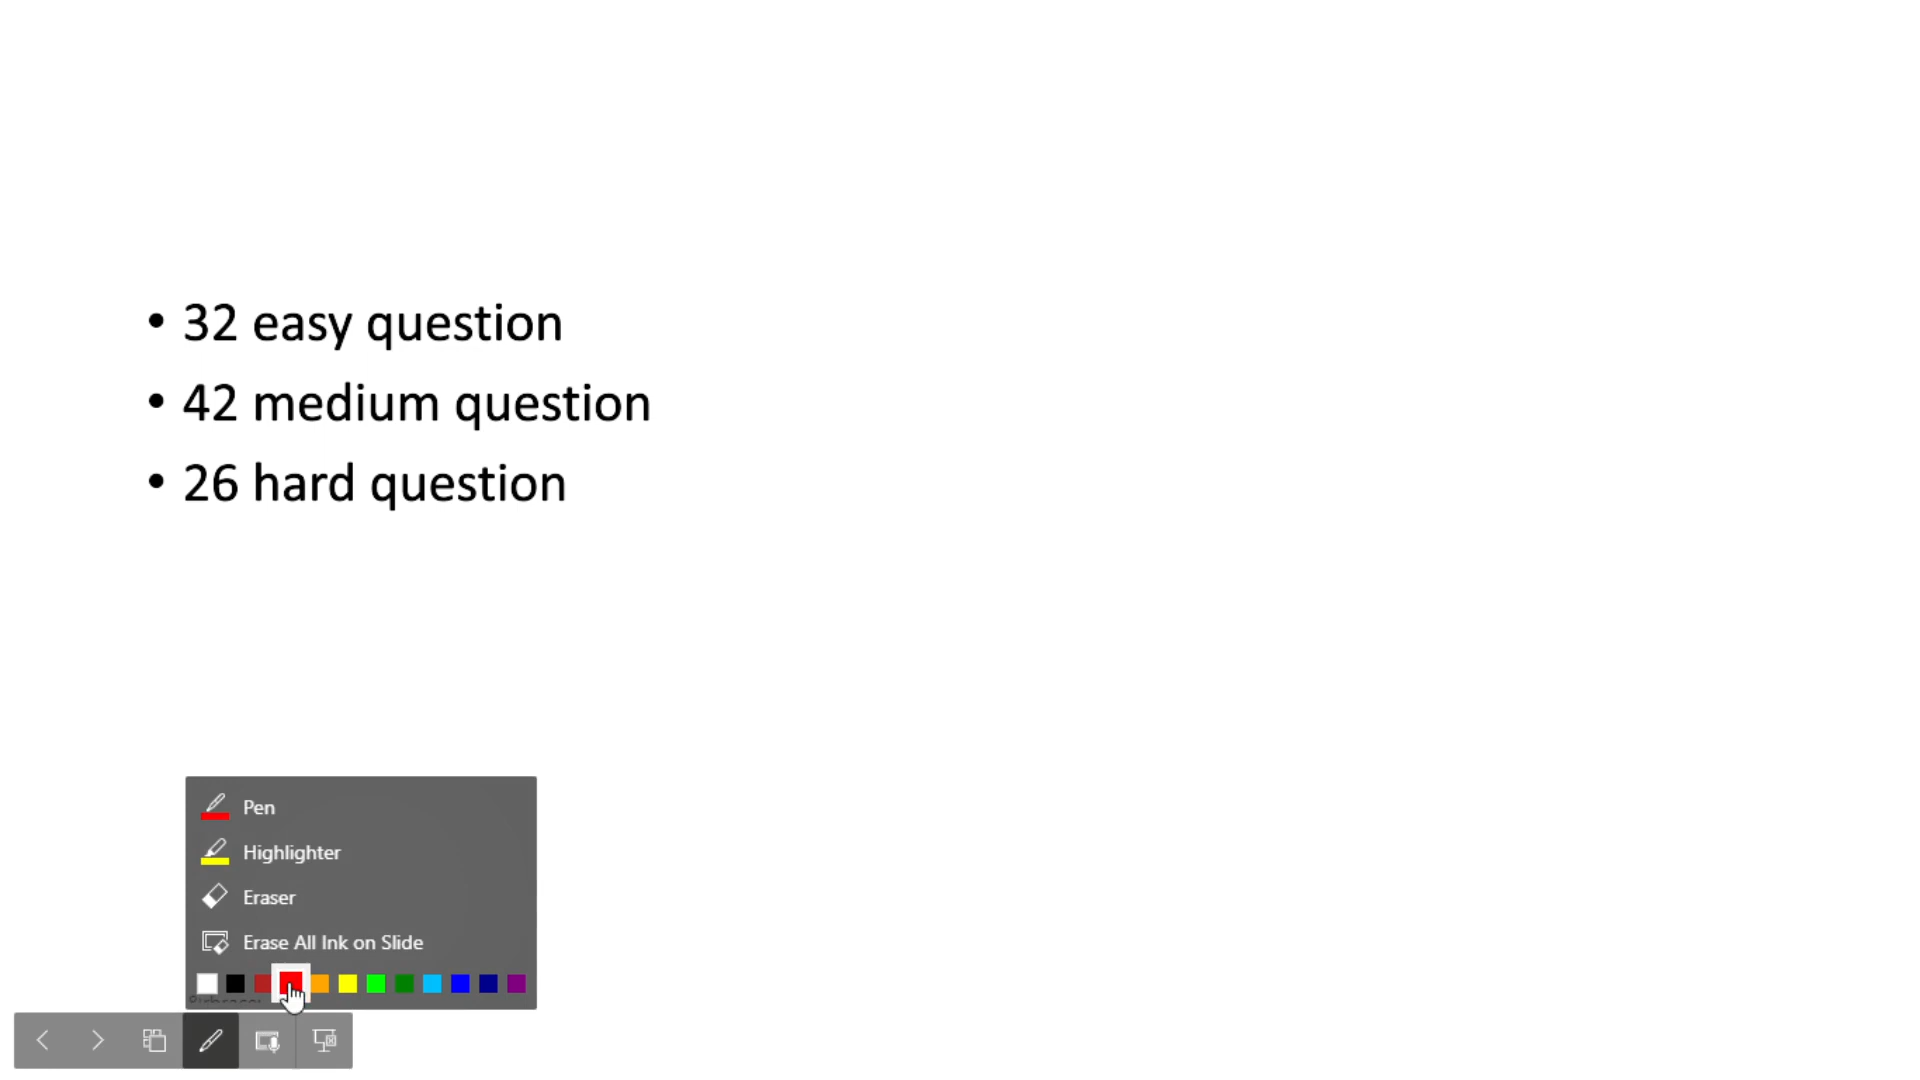 • 32 easy question
• 42 medium question
• 26 hard question
Pen
Highlighter
Eraser
Erase All Ink on Slide